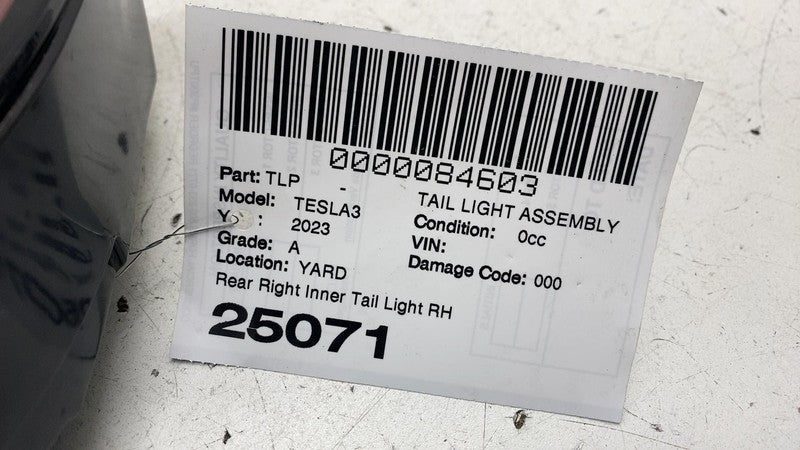 0000084603
Part: TLP - TAIL LIGHT ASSEMBLY
Model: TESLA3 Condition: 0cc
Y : 2023 VIN:
Grade: A Damage Code: 000
Location: YARD
Rear Right Inner Tail Light RH
25071